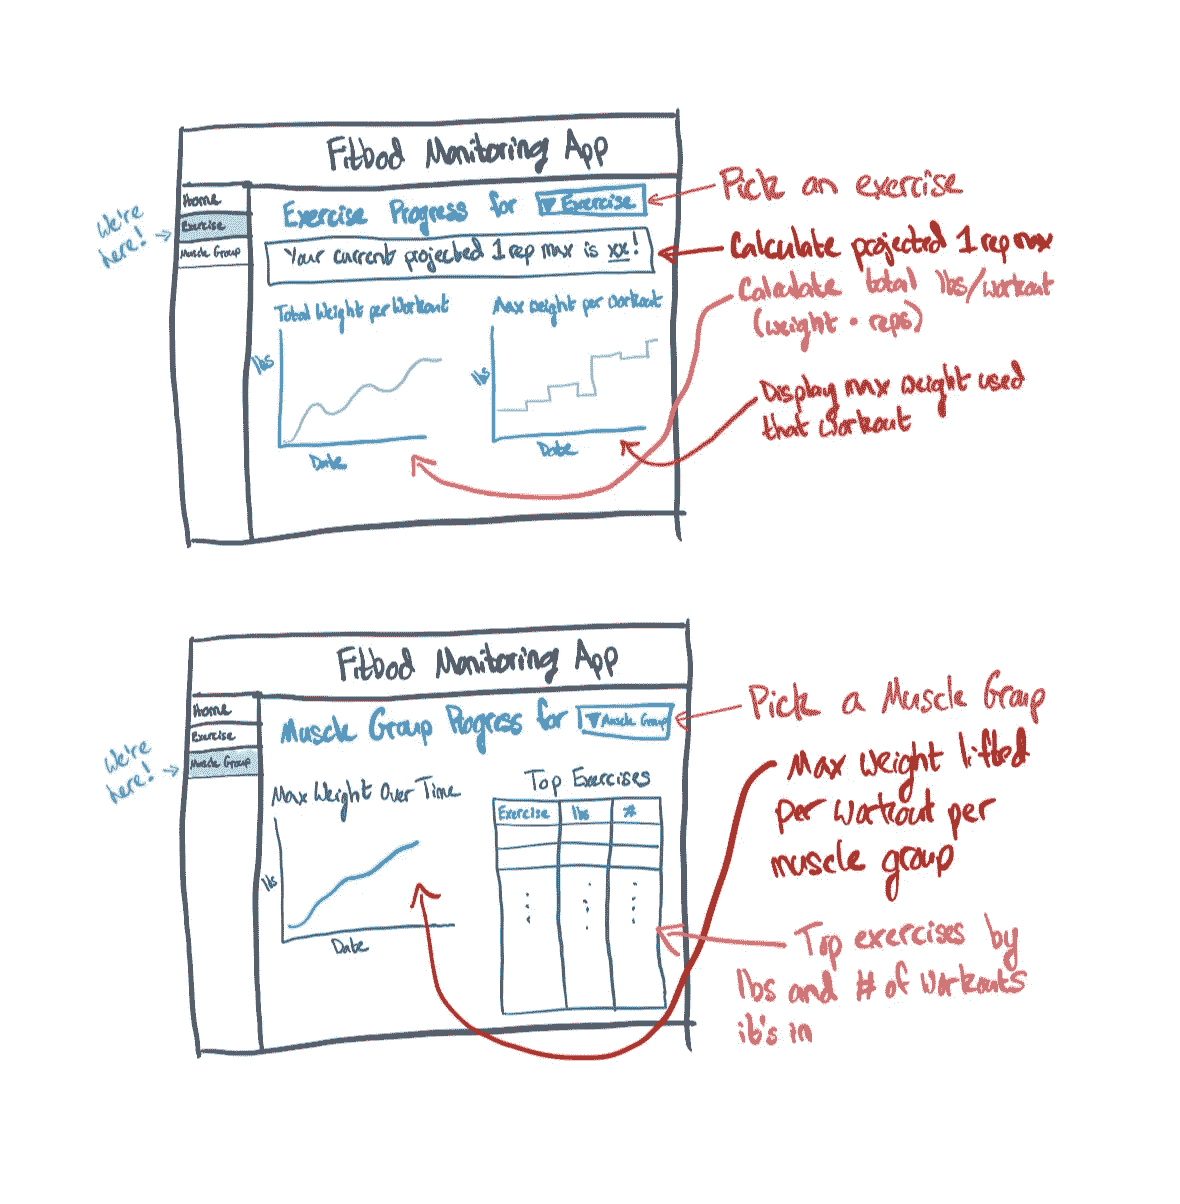 Fitbod Monitoring App
Home
Exercise
Muscle Group
We're
here!
Exercise Progress for
Exercise
Your current projected 1 rep max is xx!
Total Weight per Workout
lbs
Date
Max weight per workout
lbs
Date
Pick an exercise
Calculate projected 1 rep max
Calculate total lbs/workout
(weight • reps)
Display max weight used
that workout
Fitbod Monitoring App
Home
Exercise
Muscle Group
We're
here!
Muscle Group Progress for
Muscle Group
Max Weight Over Time
lbs
Date
Top Exercises
Exercise lbs #
Pick a Muscle Group
Max weight lifted
per workout per
muscle group
Top exercises by
lbs and # of workouts
it's in